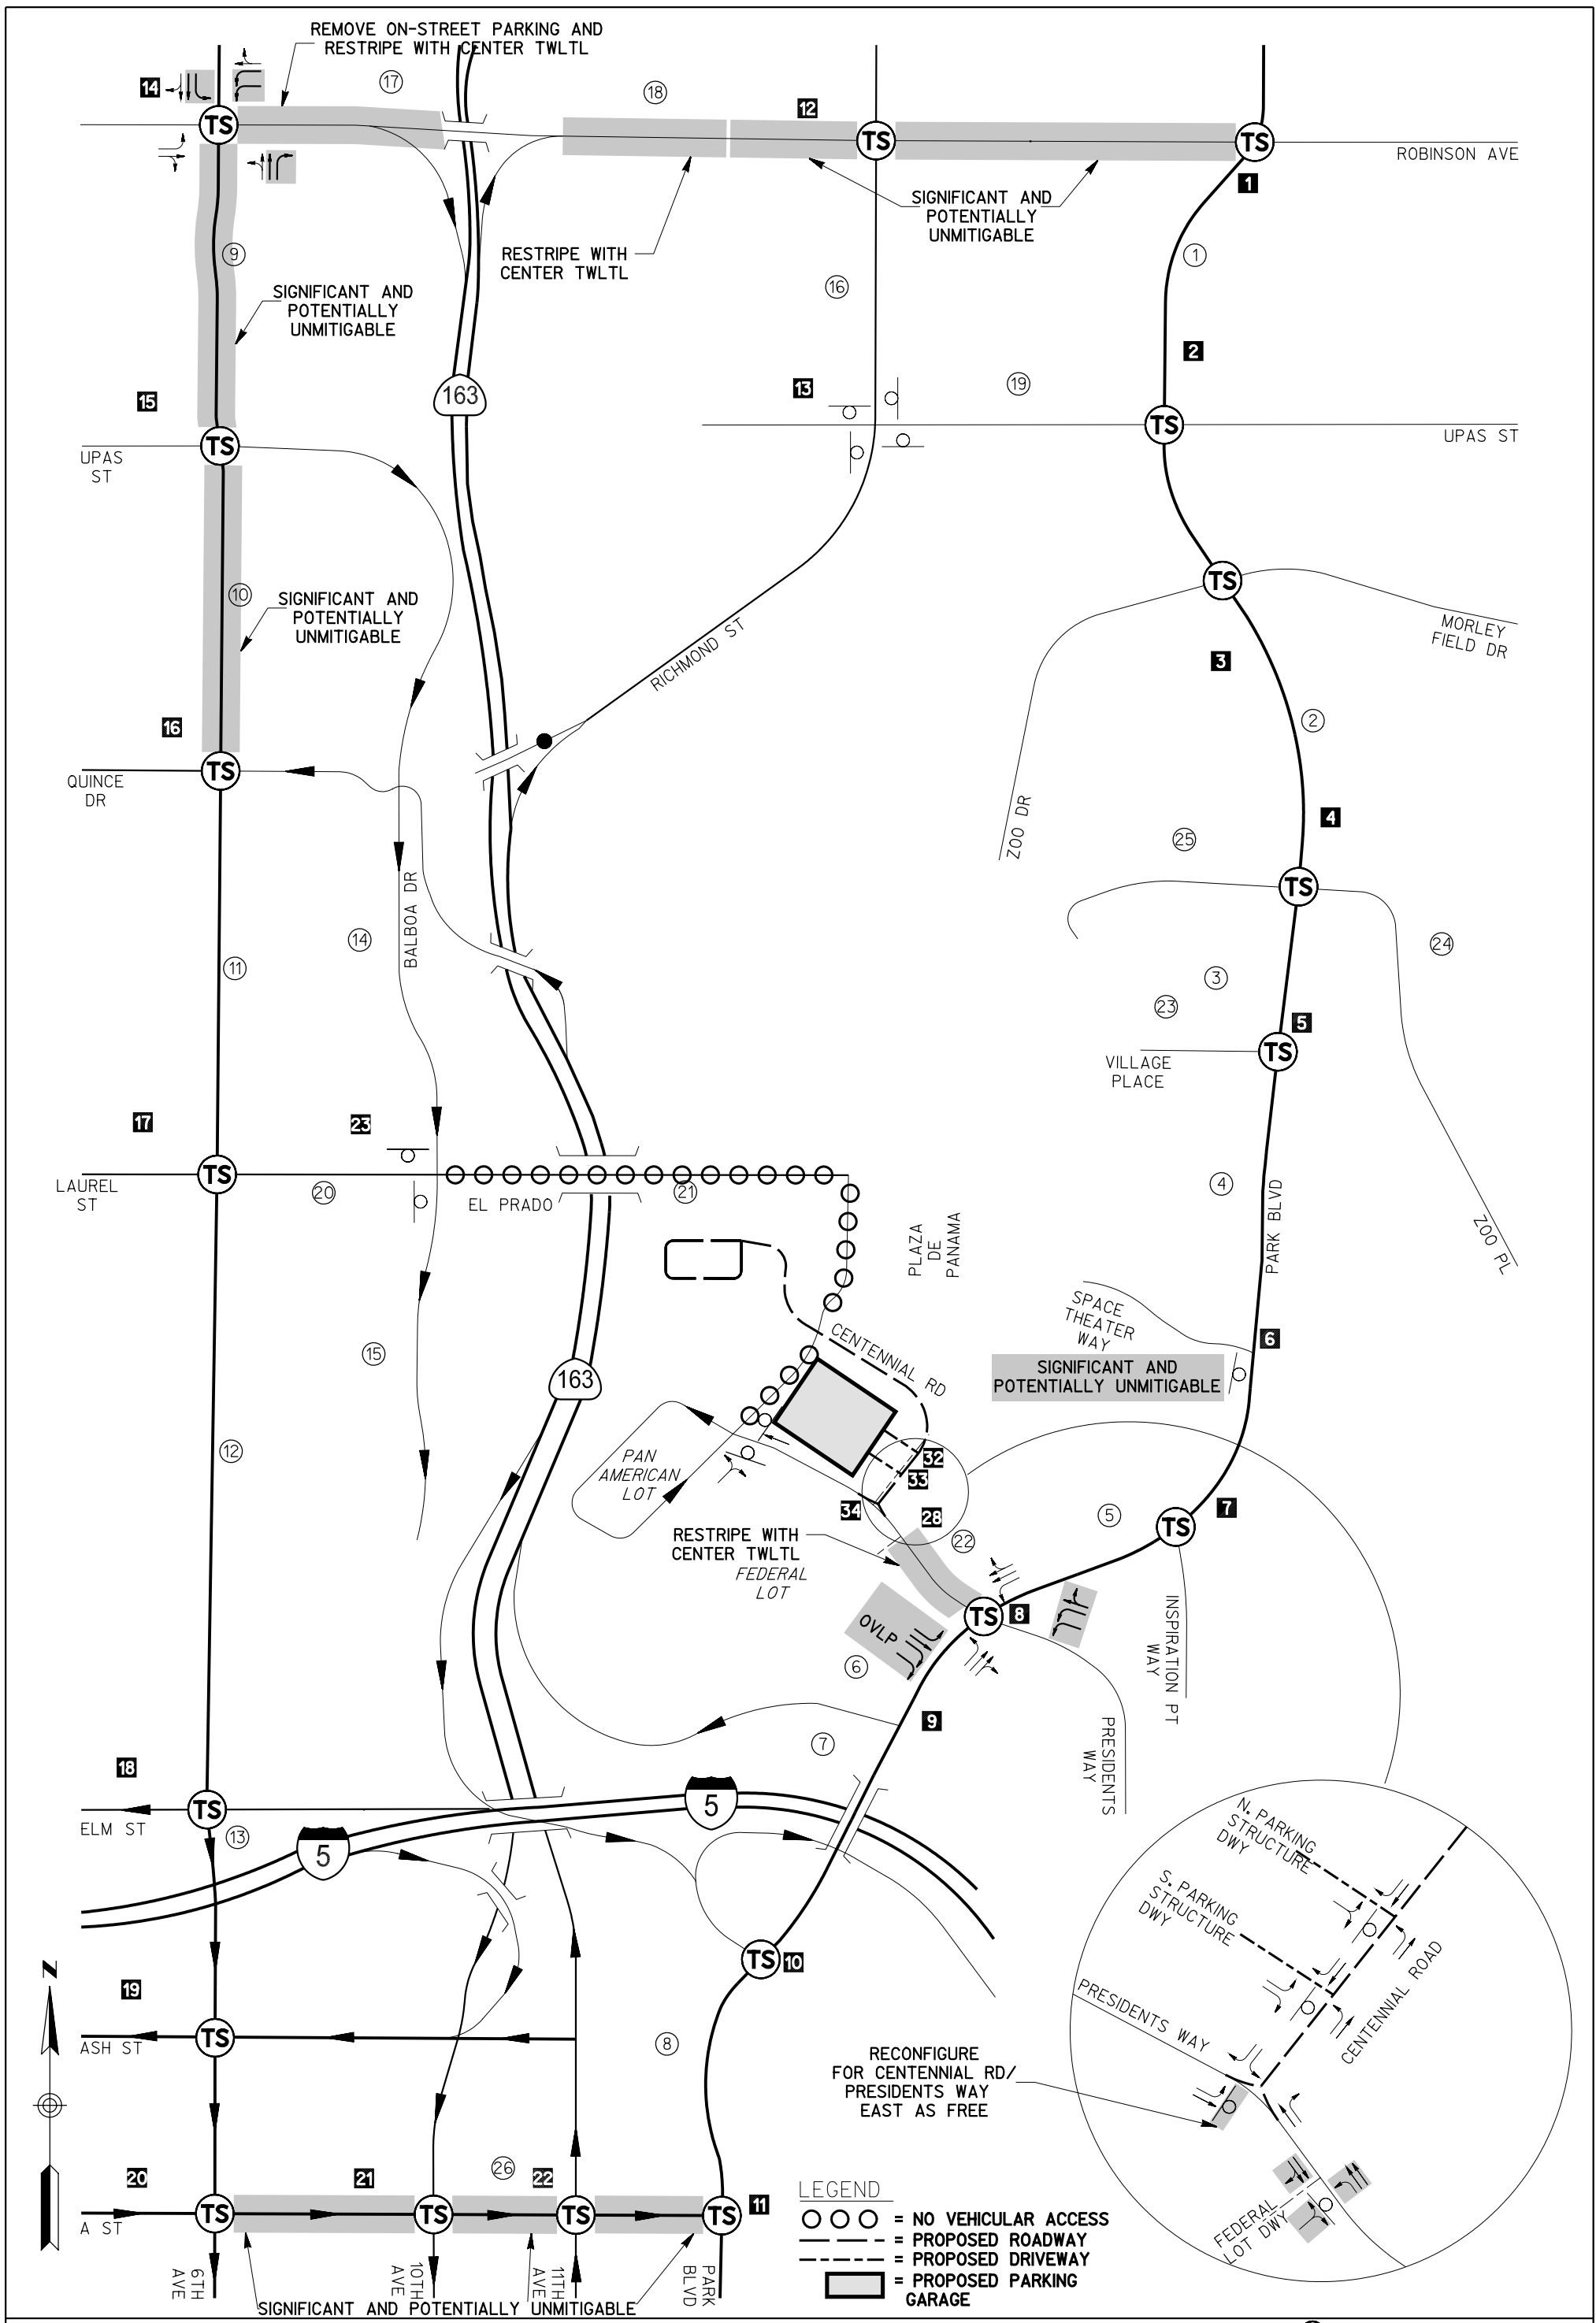 REMOVE ON-STREET PARKING AND
RESTRIPE WITH CENTER TWLTL
14
17
18
12
TS
TS
TS
ROBINSON AVE
1
SIGNIFICANT AND
POTENTIALLY
UNMITIGABLE
RESTRIPE WITH
CENTER TWLTL
9
1
16
SIGNIFICANT AND
POTENTIALLY
UNMITIGABLE
2
163
13
19
15
TS
TS
UPAS
ST
UPAS ST
10
SIGNIFICANT AND
POTENTIALLY
UNMITIGABLE
TS
MORLEY
FIELD DR
RICHMOND ST
3
2
16
TS
QUINCE
DR
ZOO DR
4
25
TS
BALBOA DR
14
11
24
3
23
5
TS
VILLAGE
PLACE
17
23
TS
LAUREL
ST
20
EL PRADO
21
4
PARK BLVD
PLAZA
DE
PANAMA
ZOO PL
SPACE
THEATER
WAY
6
SIGNIFICANT AND
POTENTIALLY UNMITIGABLE
15
163
CENTENNIAL RD
12
PAN
AMERICAN
LOT
32
33
34
28
7
5
TS
22
RESTRIPE WITH
CENTER TWLTL
FEDERAL
LOT
TS
8
OVLP
6
INSPIRATION PT
WAY
9
7
PRESIDENTS
WAY
18
TS
ELM ST
13
5
5
N. PARKING
STRUCTURE
DWY
S. PARKING
STRUCTURE
DWY
TS
10
CENTENNIAL ROAD
PRESIDENTS WAY
N
19
TS
ASH ST
8
RECONFIGURE
FOR CENTENNIAL RD/
PRESIDENTS WAY
EAST AS FREE
20
21
26
22
11
TS
TS
TS
TS
A ST
FEDERAL
LOT DWY
6TH
AVE
10TH
AVE
11TH
AVE
PARK
BLVD
SIGNIFICANT AND POTENTIALLY UNMITIGABLE
LEGEND
= NO VEHICULAR ACCESS
= PROPOSED ROADWAY
= PROPOSED DRIVEWAY
= PROPOSED PARKING
GARAGE